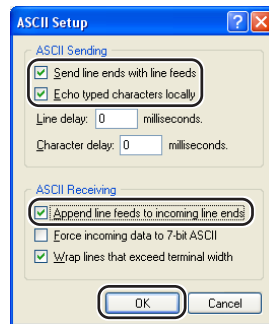 ASCII Setup
ASCII Sending
Send line ends with line feeds
Echo typed characters locally
Line delay: 0 milliseconds.
Character delay: 0 milliseconds.
ASCII Receiving
Append line feeds to incoming line ends
Force incoming data to 7-bit ASCII
Wrap lines that exceed terminal width
OK Cancel